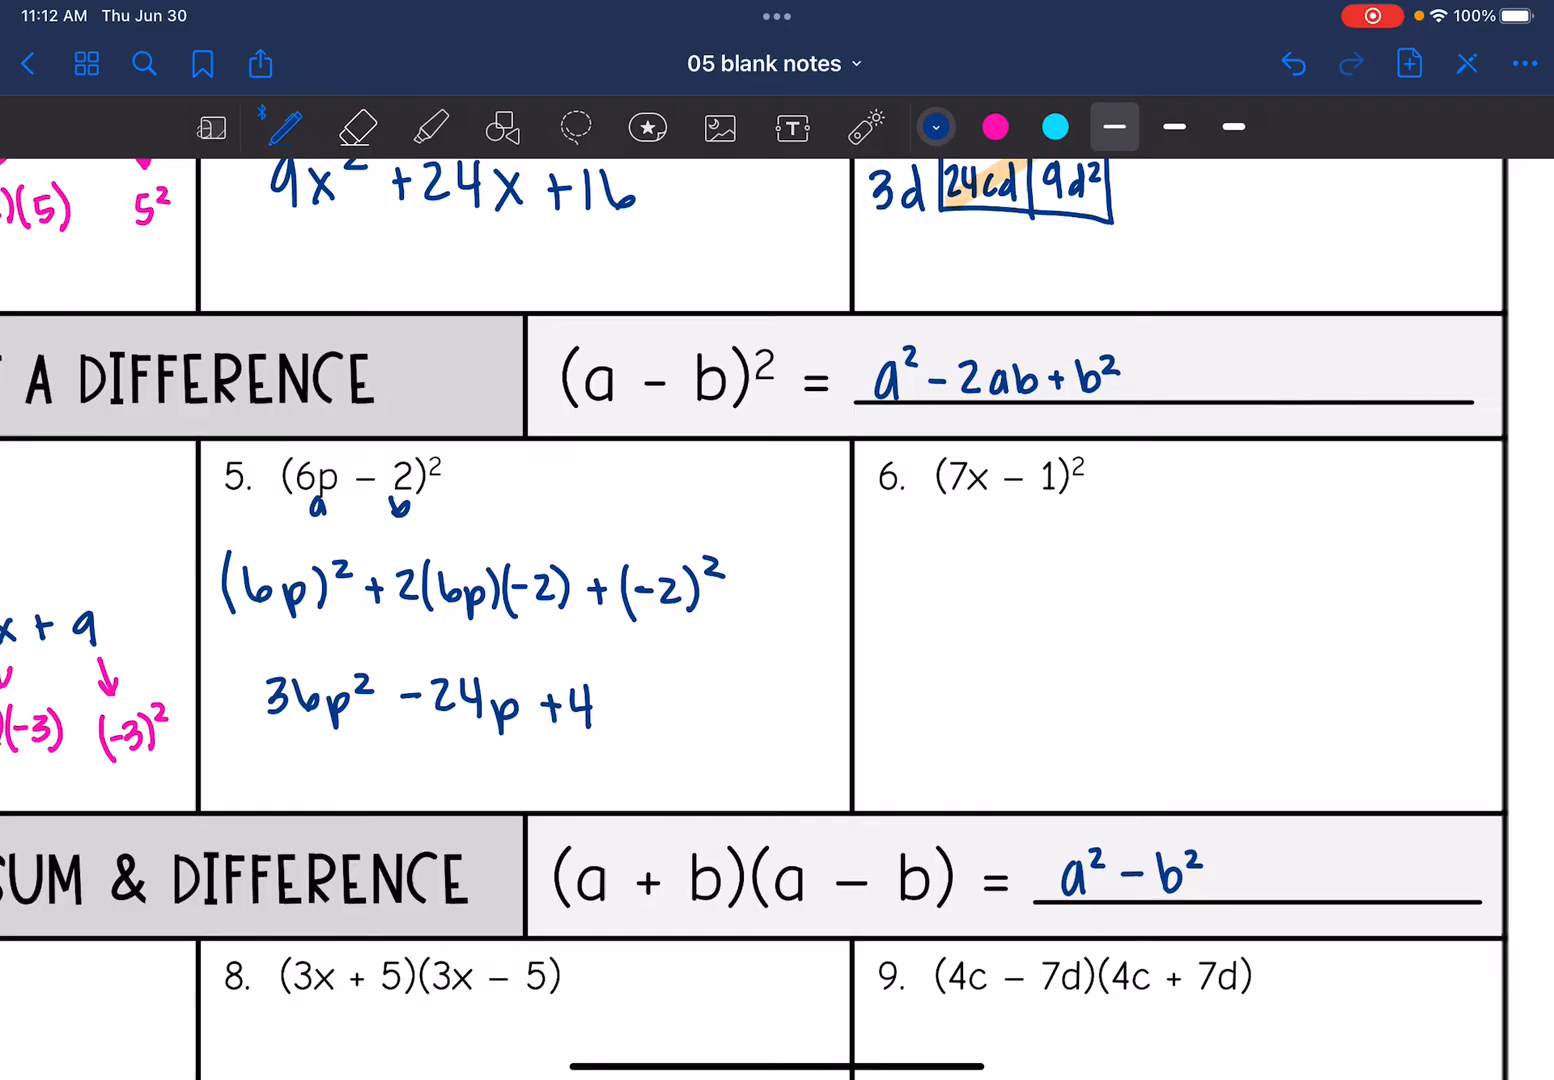 11:12 AM Thu Jun 30
100%
05 blank notes
T
)(5) 5²
9x² +24x +16
3d 24cd 9d²
A DIFFERENCE
(a - b)² = a² - 2ab + b²
5. (6p - 2)²
a b
(6p)² + 2(6p)(-2) + (-2)²
36p² -24p +4
6. (7x - 1)²
x + 9
)(-3) (-3)²
SUM & DIFFERENCE
(a + b)(a - b) = a² - b²
8. (3x + 5)(3x - 5)
9. (4c - 7d)(4c + 7d)